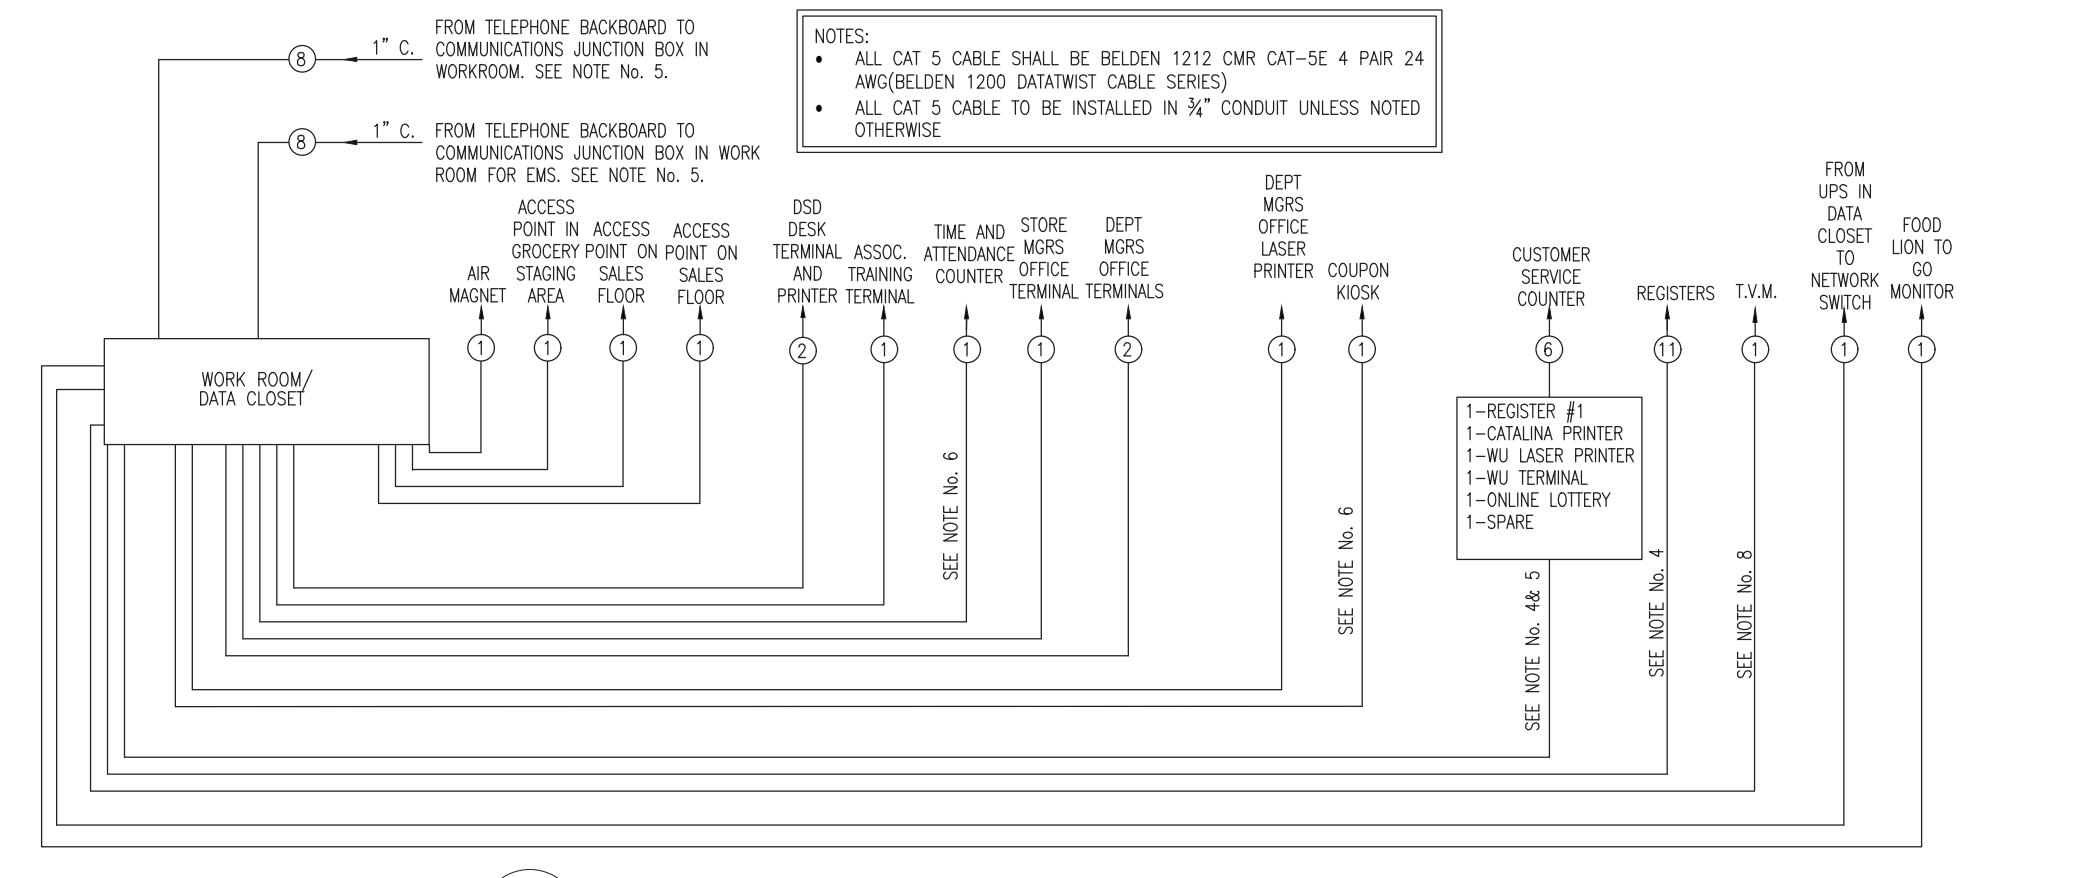 FROM TELEPHONE BACKBOARD TO
COMMUNICATIONS JUNCTION BOX IN
WORKROOM. SEE NOTE No. 5.
1" C.
8
FROM TELEPHONE BACKBOARD TO
COMMUNICATIONS JUNCTION BOX IN WORK
ROOM FOR EMS. SEE NOTE No. 5.
1" C.
8
NOTES:
• ALL CAT 5 CABLE SHALL BE BELDEN 1212 CMR CAT-5E 4 PAIR 24
AWG(BELDEN 1200 DATATWIST CABLE SERIES)
• ALL CAT 5 CABLE TO BE INSTALLED IN ¾" CONDUIT UNLESS NOTED
OTHERWISE
WORK ROOM/
DATA CLOSET
AIR
MAGNET
1
ACCESS
POINT IN
GROCERY
STAGING
AREA
1
ACCESS
POINT ON
SALES
FLOOR
1
ACCESS
POINT ON
SALES
FLOOR
1
DSD
DESK
TERMINAL
AND
PRINTER
2
ASSOC.
TRAINING
TERMINAL
1
TIME AND
ATTENDANCE
COUNTER
1
SEE NOTE No. 6
STORE
MGRS
OFFICE
TERMINAL
1
DEPT
MGRS
OFFICE
TERMINALS
2
DEPT
MGRS
OFFICE
LASER
PRINTER
1
COUPON
KIOSK
1
SEE NOTE No. 6
CUSTOMER
SERVICE
COUNTER
6
1-REGISTER #1
1-CATALINA PRINTER
1-WU LASER PRINTER
1-WU TERMINAL
1-ONLINE LOTTERY
1-SPARE
SEE NOTE No. 4& 5
REGISTERS
11
SEE NOTE No. 4
T.V.M.
1
SEE NOTE No. 8
FROM
UPS IN
DATA
CLOSET
TO
NETWORK
SWITCH
1
FOOD
LION TO
GO
MONITOR
1